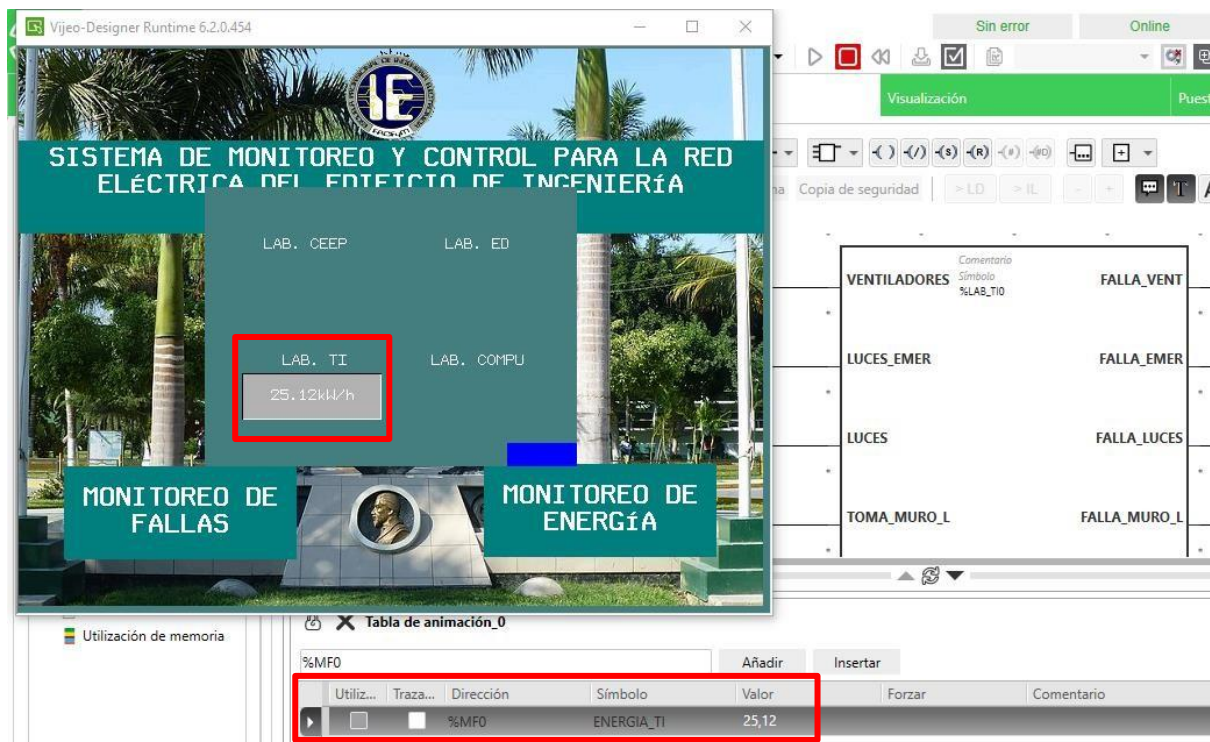 Vijeo-Designer Runtime 6.2.0.454
Sin error
Online
Visualización
IE
SISTEMA DE MONITOREO Y CONTROL PARA LA RED
ELéCTRICA DEL EDIFICIO DE INGENIERíA
Copia de seguridad
> LD
> IL
LAB. CEEP
LAB. ED
LAB. TI
LAB. COMPU
25.12kW/h
MONITOREO DE
FALLAS
MONITOREO DE
ENERGíA
Comentario
Símbolo
%LAB_TI0
VENTILADORES
FALLA_VENT
LUCES_EMER
FALLA_EMER
LUCES
FALLA_LUCES
TOMA_MURO_L
FALLA_MURO_L
Utilización de memoria
Tabla de animación_0
%MF0
Añadir
Insertar
Utiliz...
Traza...
Dirección
Símbolo
Valor
Forzar
Comentario
%MF0
ENERGIA_TI
25,12